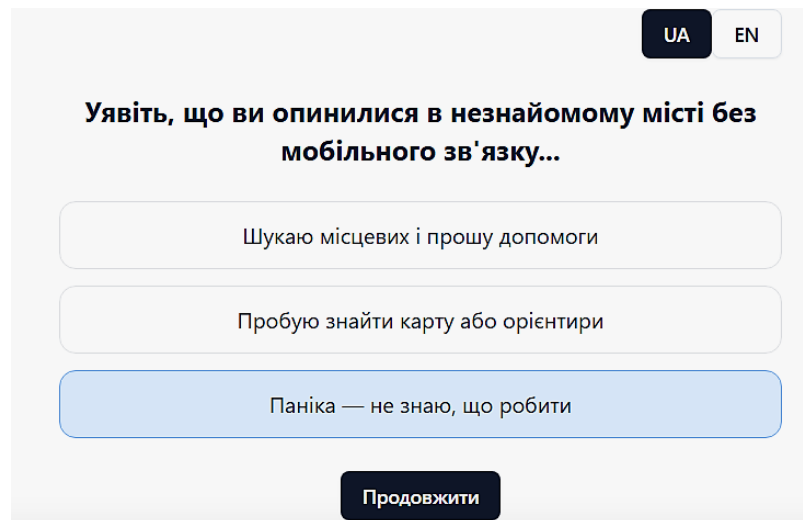 UA EN
Уявіть, що ви опинилися в незнайомому місті без
мобільного зв'язку...
Шукаю місцевих і прошу допомоги
Пробую знайти карту або орієнтири
Паніка — не знаю, що робити
Продовжити